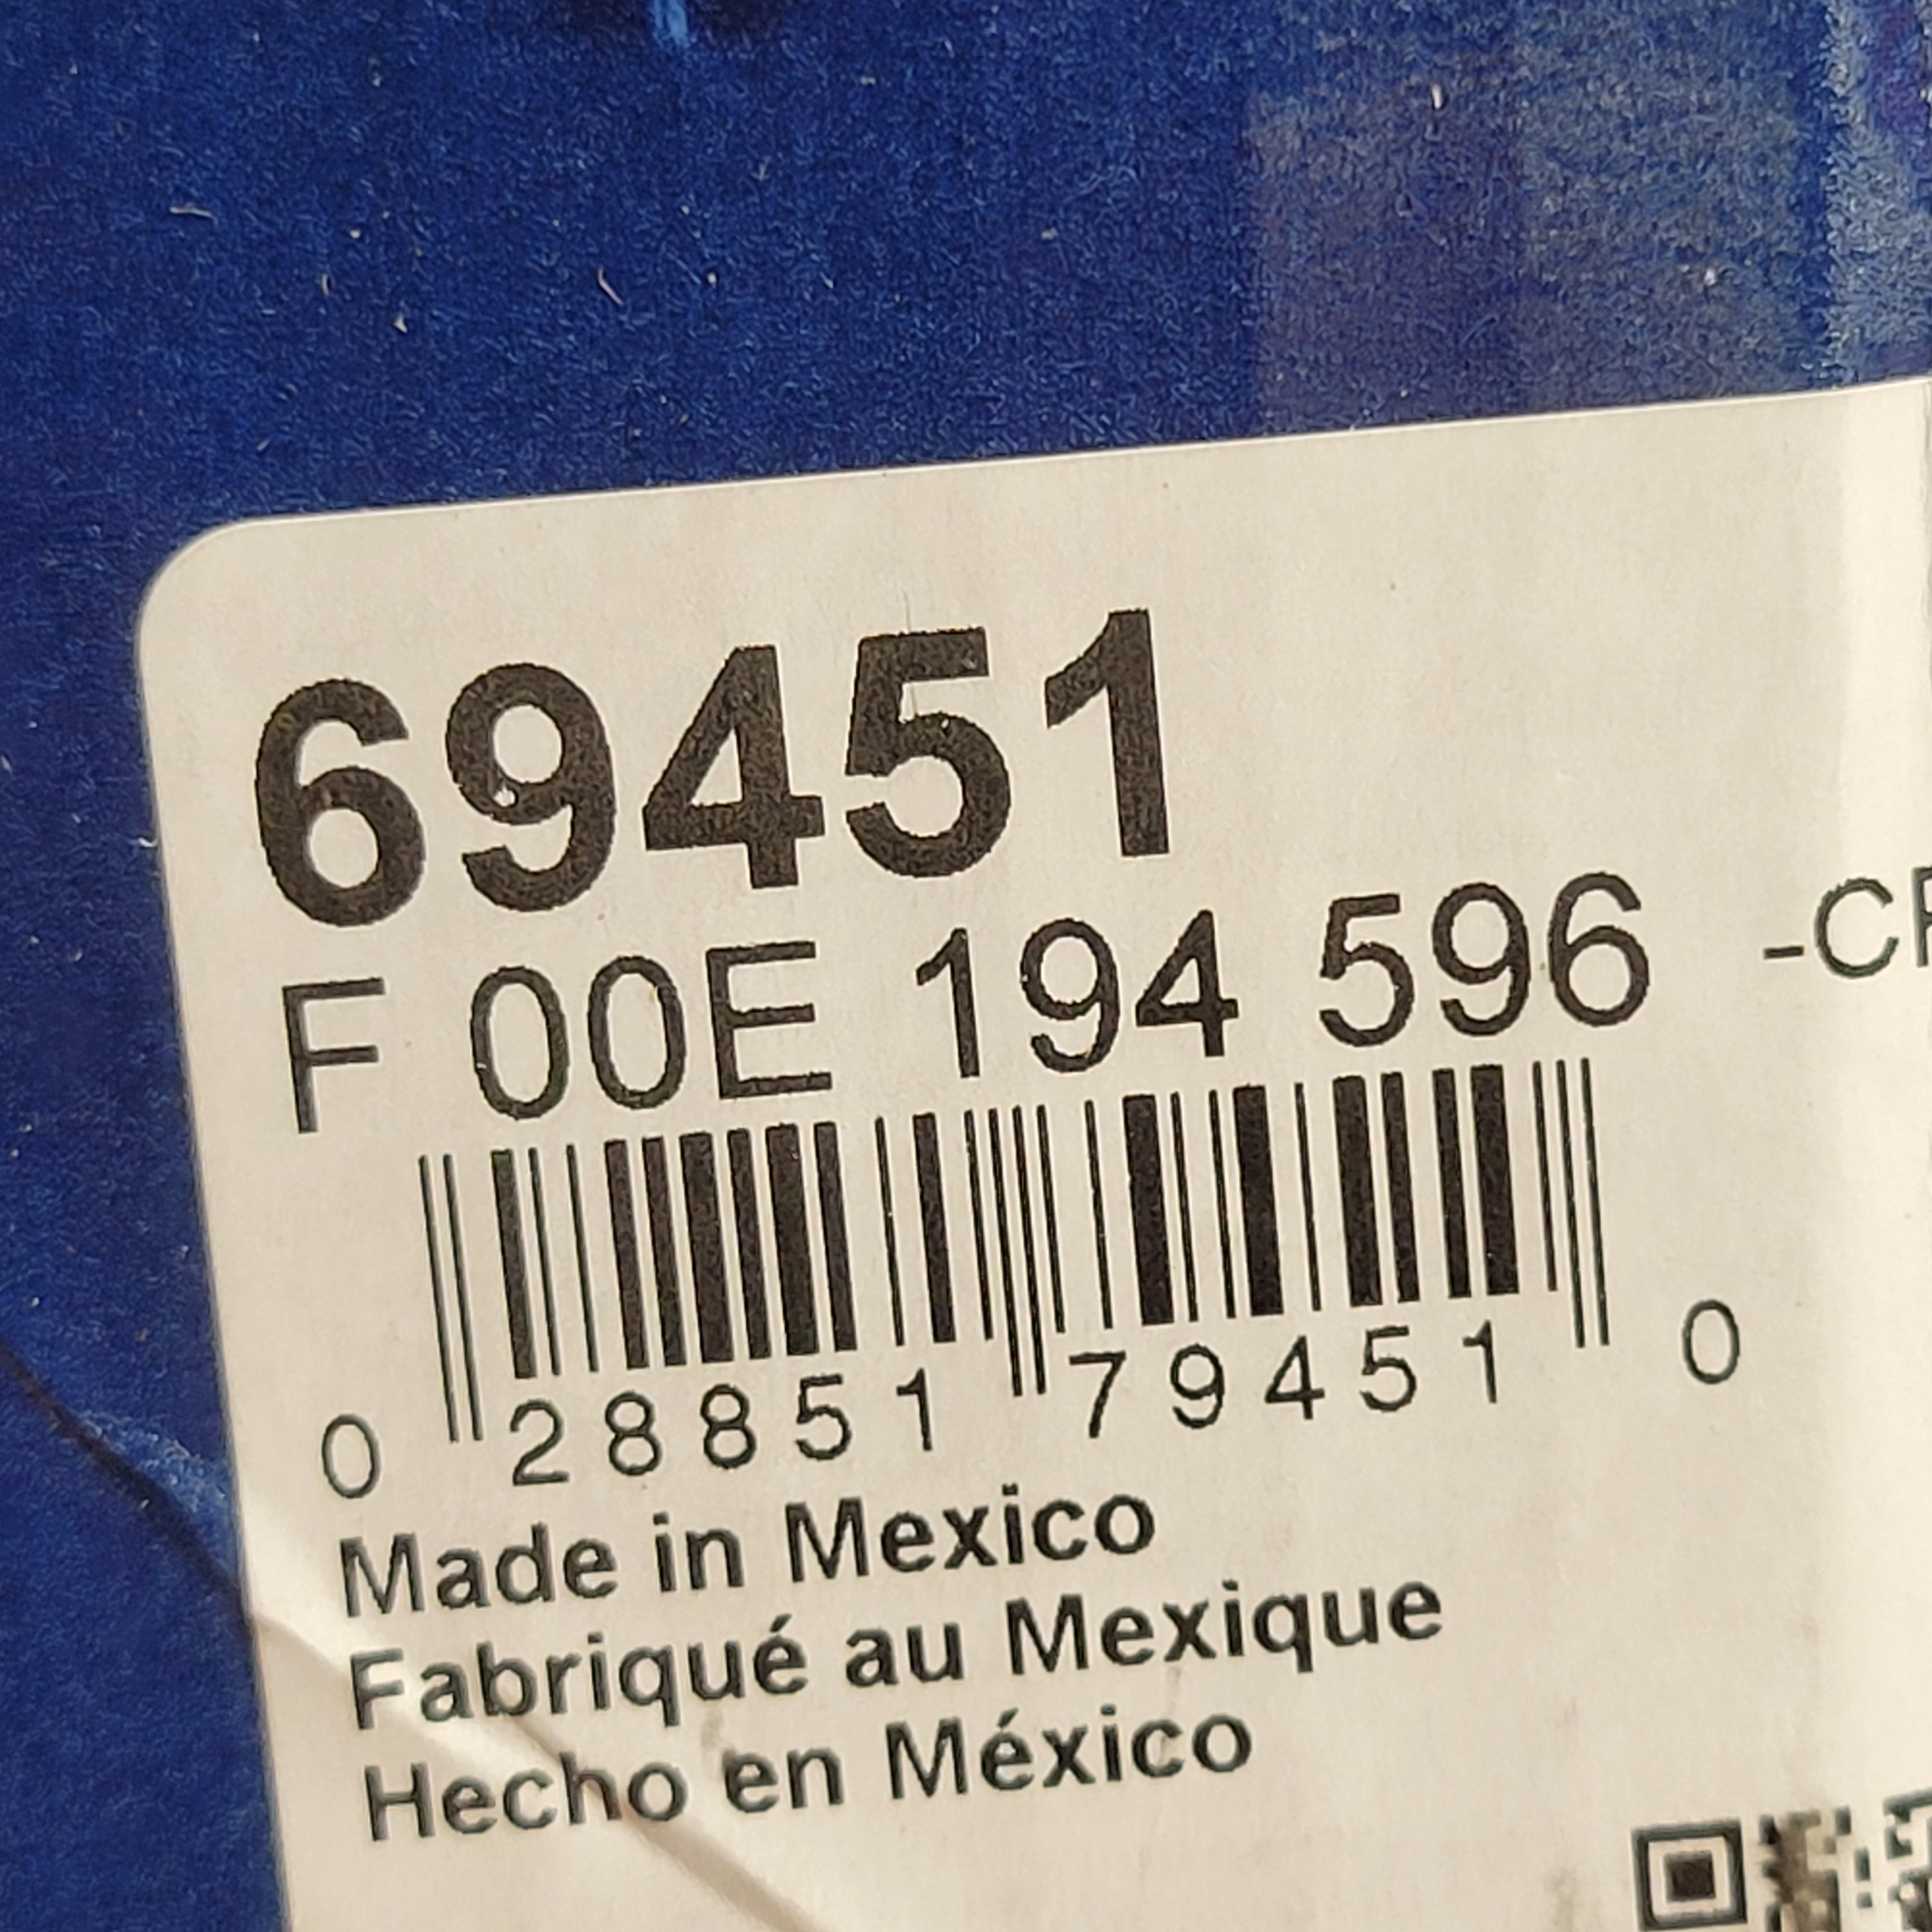 69451
F 00E 194 596 -C
0 28851 79451 0
Made in Mexico
Fabriqué au Mexique
Hecho en México